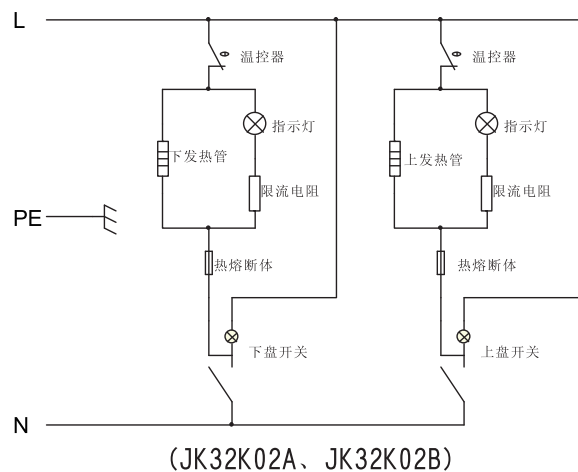 L
温控器 温控器
指示灯 指示灯
下发热管 上发热管
限流电阻 限流电阻
PE
热熔断体 热熔断体
下盘开关 上盘开关
N
(JK32K02A、JK32K02B)